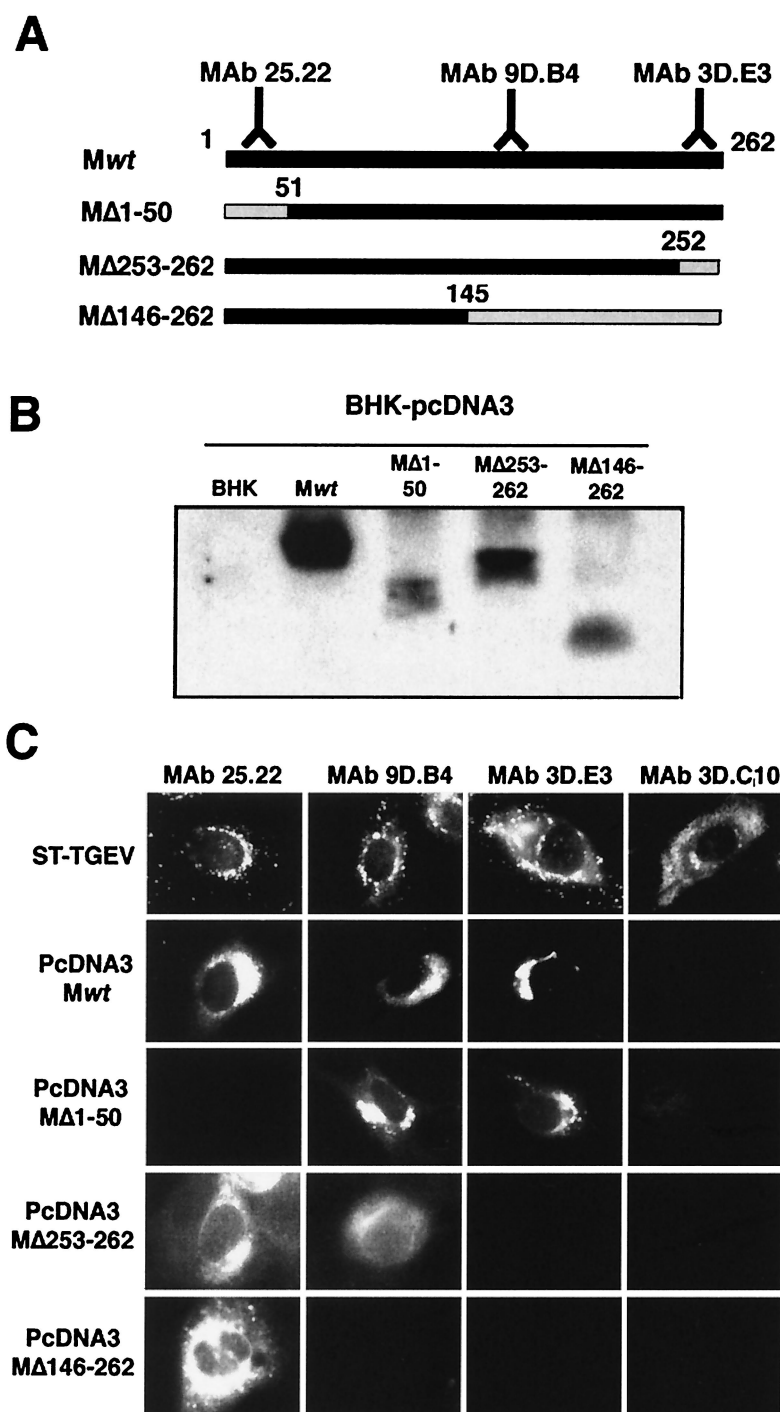 A
MAb 25.22 MAb 9D.B4 MAb 3D.E3
1 262
Mwt
51
MΔ1-50
252
MΔ253-262
145
MΔ146-262
B
BHK-pcDNA3
BHK Mwt MΔ1-50 MΔ253-262 MΔ146-262
C
MAb 25.22 MAb 9D.B4 MAb 3D.E3 MAb 3D.C10
ST-TGEV
PcDNA3
Mwt
PcDNA3
MΔ1-50
PcDNA3
MΔ253-262
PcDNA3
MΔ146-262